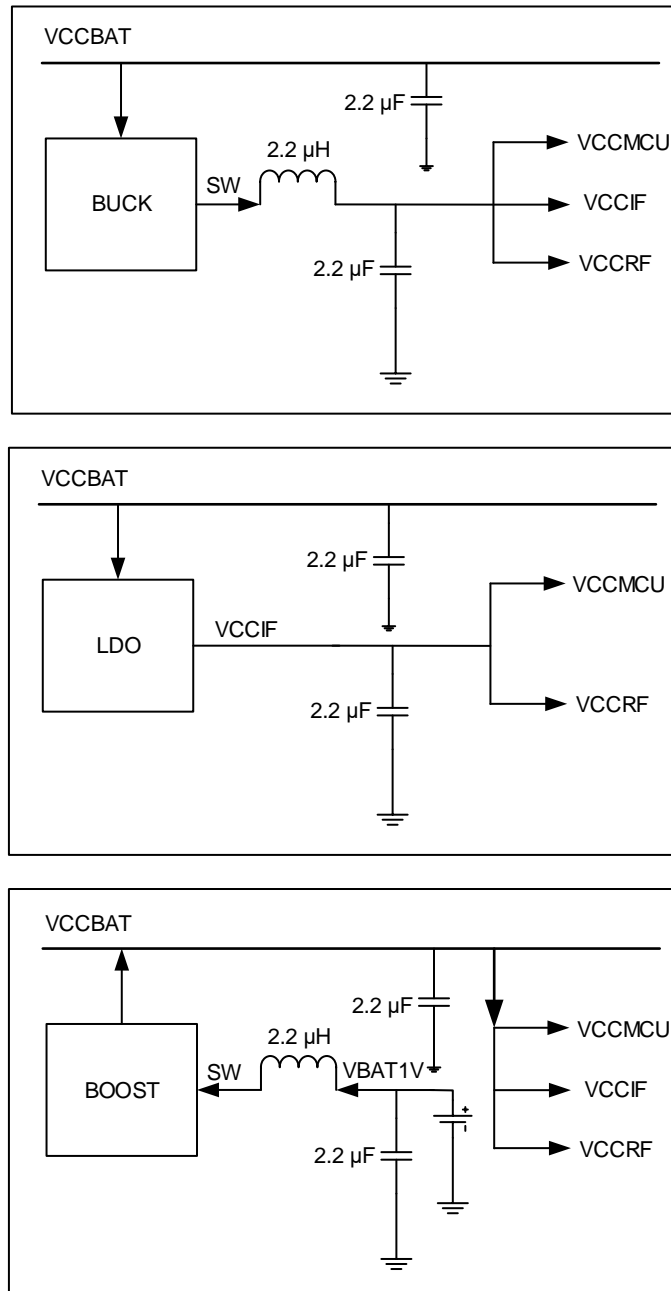 VCCBAT
2.2 µF
2.2 µH
VCCMCU
SW
BUCK
VCCIF
2.2 µF
VCCRF
VCCBAT
2.2 µF
VCCMCU
LDO
VCCIF
2.2 µF
VCCRF
VCCBAT
2.2 µF
2.2 µH
VCCMCU
SW
VBAT1V
BOOST
+
-
VCCIF
2.2 µF
VCCRF